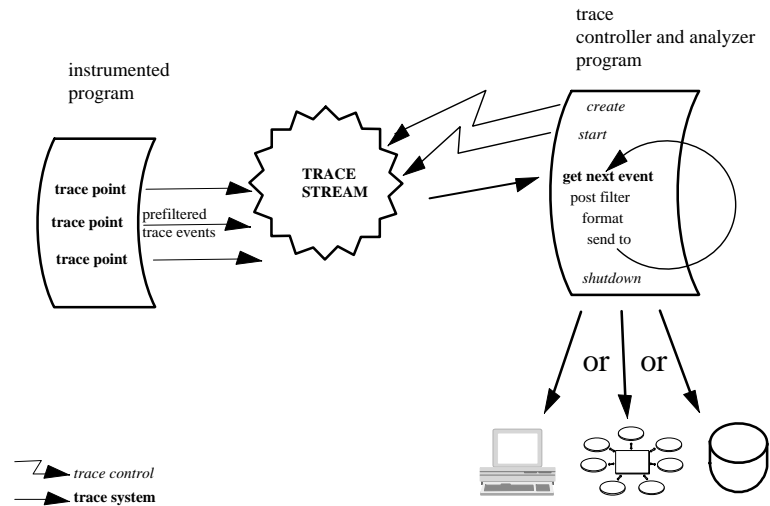 trace
controller and analyzer
program
instrumented
program
create
start
TRACE
STREAM
trace point
get next event
post filter
prefiltered
trace point
format
trace events
send to
trace point
shutdown
or or
trace control
trace system